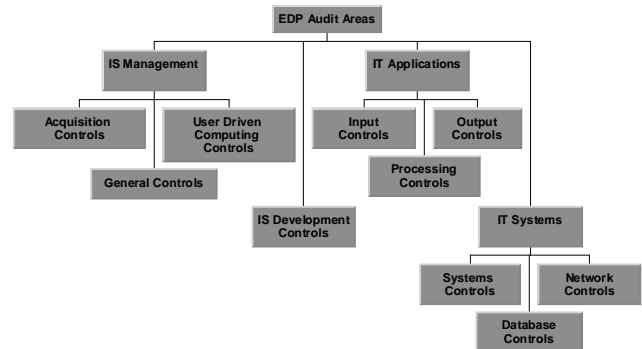 EDP Audit Areas
IS Management
IT Applications
Acquisition
Controls
User Driven
Computing
Controls
Input
Controls
Output
Controls
General Controls
Processing
Controls
IS Development
Controls
IT Systems
Systems
Controls
Network
Controls
Database
Controls